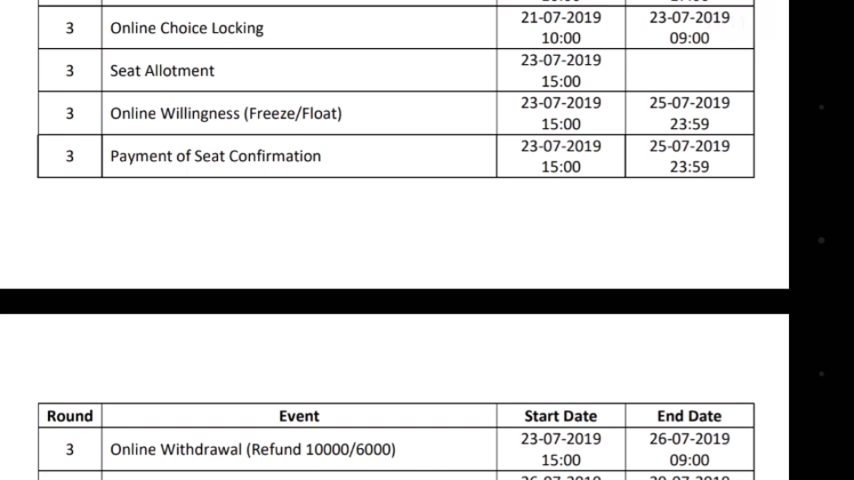 3 Online Choice Locking 21-07-2019 10:00 23-07-2019 09:00
3 Seat Allotment 23-07-2019 15:00
3 Online Willingness (Freeze/Float) 23-07-2019 15:00 25-07-2019 23:59
3 Payment of Seat Confirmation 23-07-2019 15:00 25-07-2019 23:59
Round Event Start Date End Date
3 Online Withdrawal (Refund 10000/6000) 23-07-2019 15:00 26-07-2019 09:00